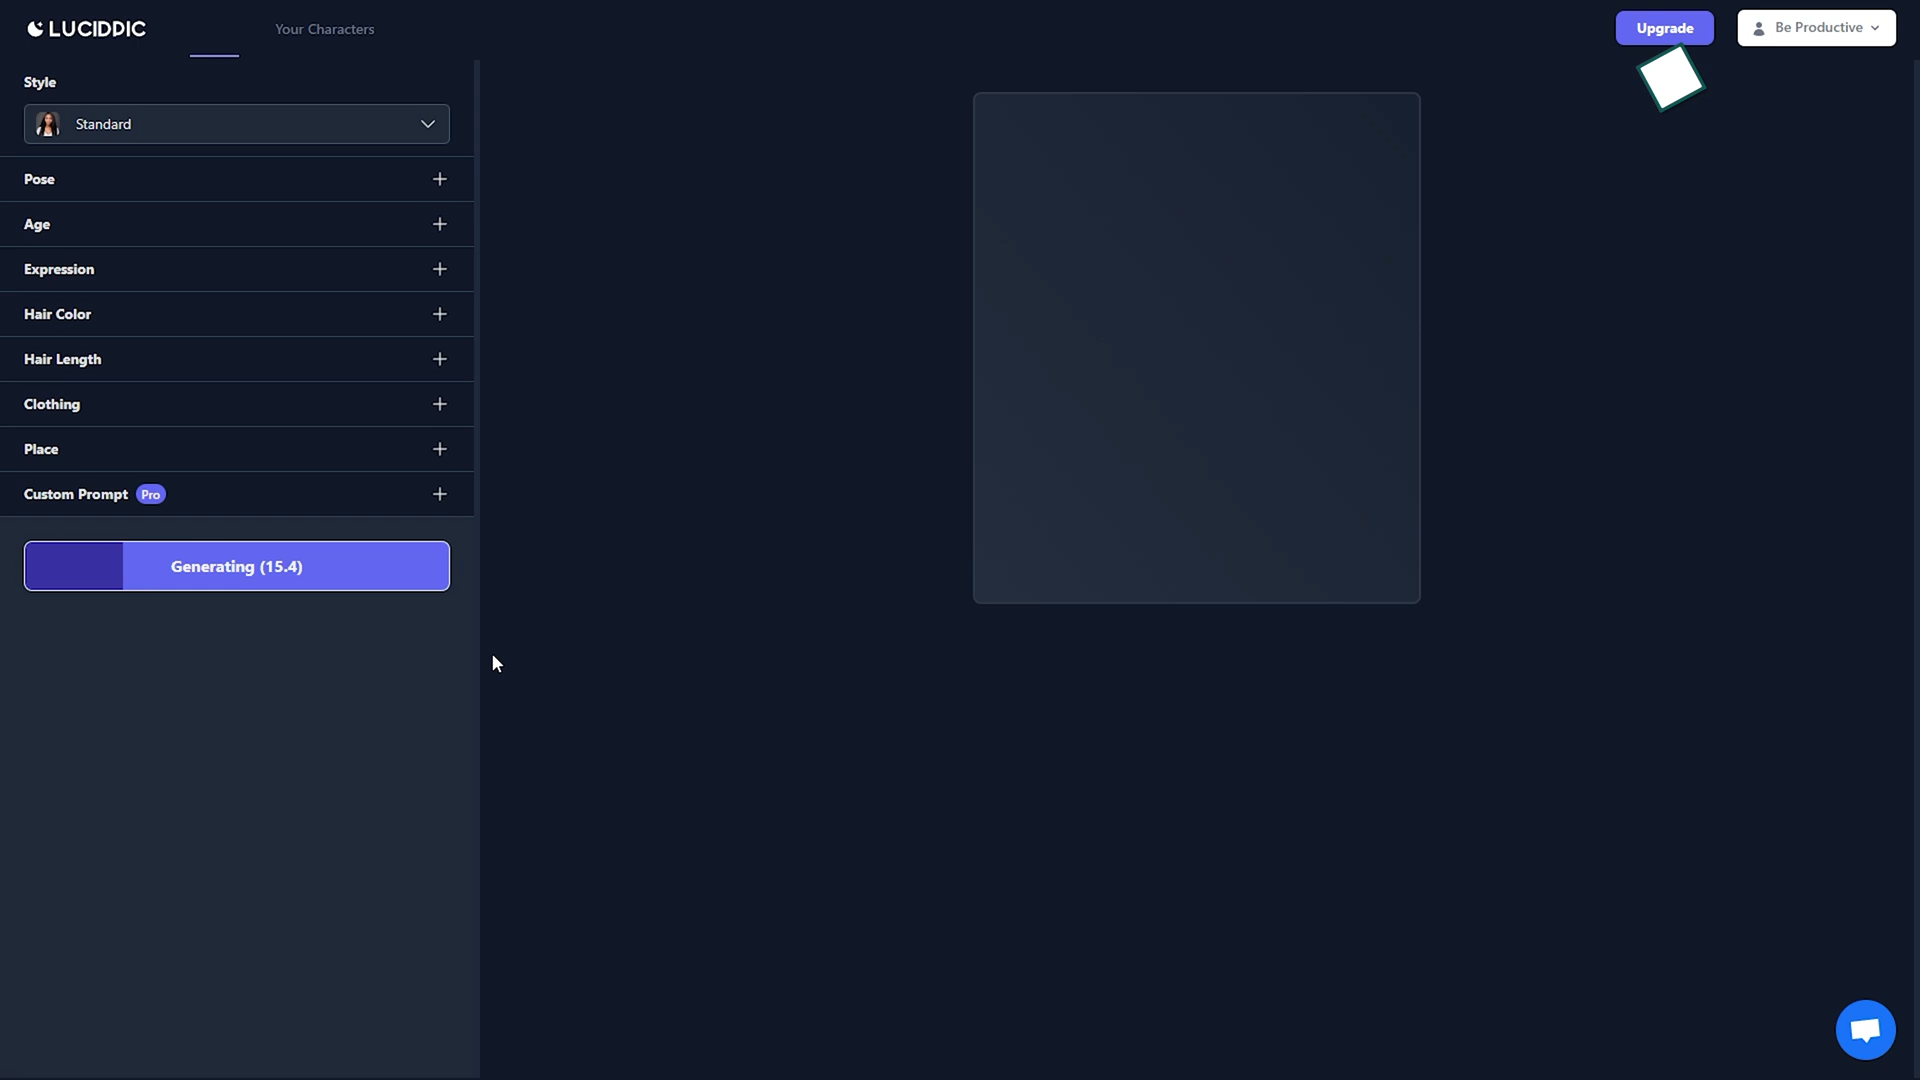 LUCIDPIC
Your Characters
Upgrade
Be Productive
Style
Standard
Pose
Age
Expression
Hair Color
Hair Length
Clothing
Place
Custom Prompt Pro
Generating (15.4)